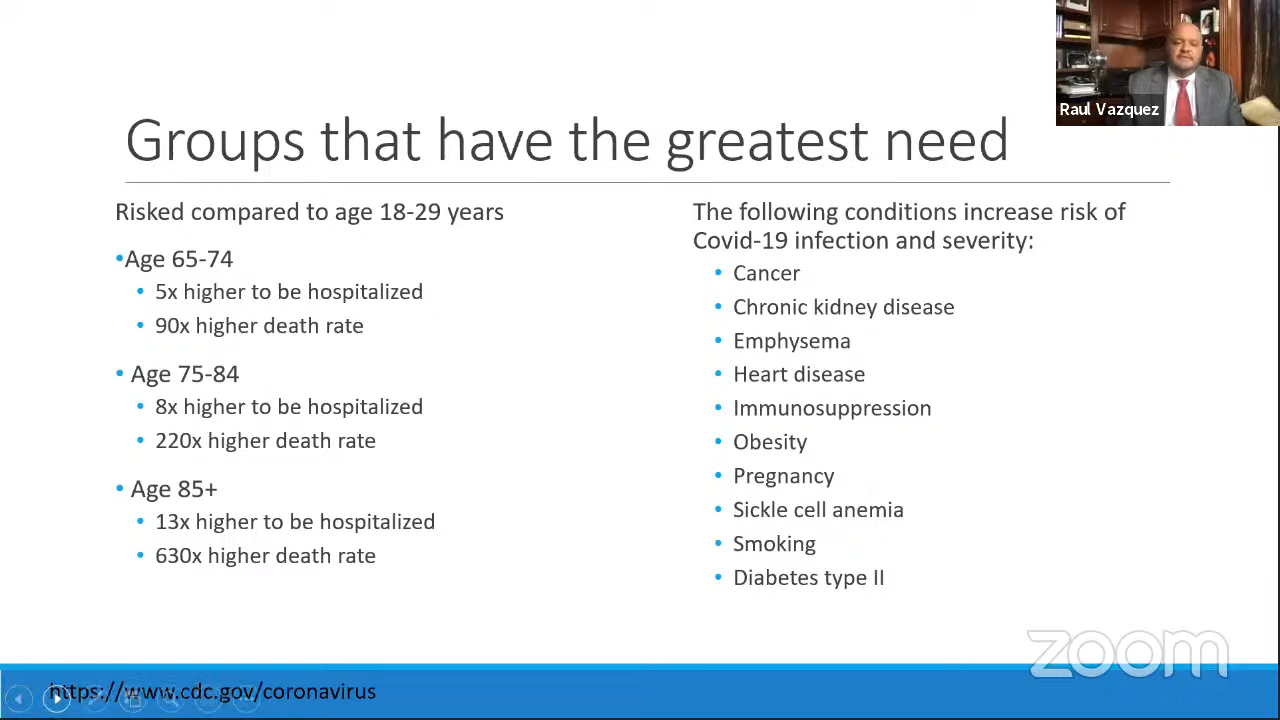 Raul Vazquez
Groups that have the greatest need
Risked compared to age 18-29 years
•Age 65-74
• 5x higher to be hospitalized
• 90x higher death rate
• Age 75-84
• 8x higher to be hospitalized
• 220x higher death rate
• Age 85+
• 13x higher to be hospitalized
• 630x higher death rate
The following conditions increase risk of
Covid-19 infection and severity:
• Cancer
• Chronic kidney disease
• Emphysema
• Heart disease
• Immunosuppression
• Obesity
• Pregnancy
• Sickle cell anemia
• Smoking
• Diabetes type II
zoom
https://www.cdc.gov/coronavirus